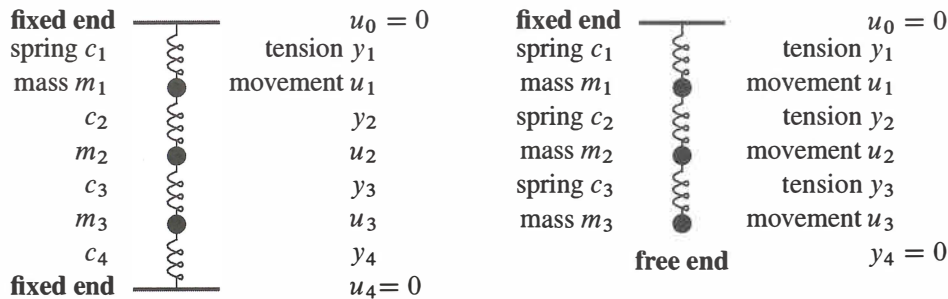 fixed end u₀ = 0
spring c₁ tension y₁
mass m₁ movement u₁
c₂ y₂
m₂ u₂
c₃ y₃
m₃ u₃
c₄ y₄
fixed end u₄ = 0
fixed end u₀ = 0
spring c₁ tension y₁
mass m₁ movement u₁
spring c₂ tension y₂
mass m₂ movement u₂
spring c₃ tension y₃
mass m₃ movement u₃
free end y₄ = 0